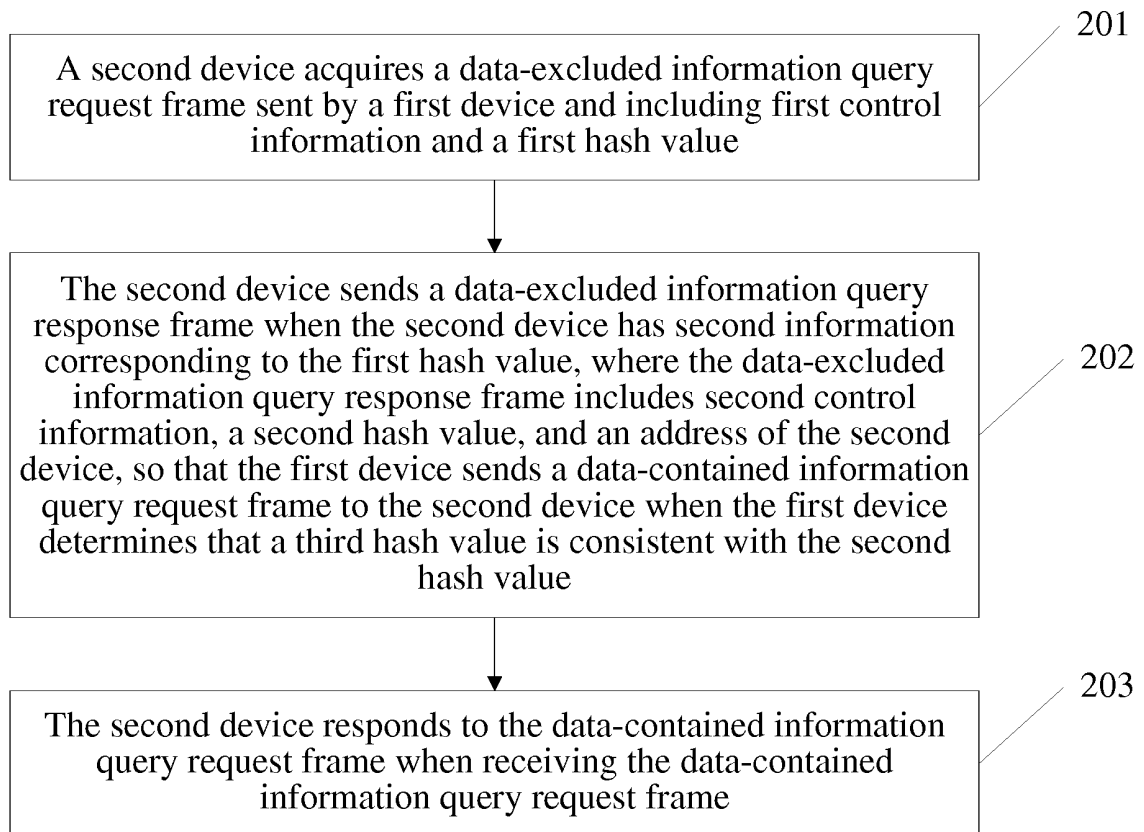 201
A second device acquires a data-excluded information query
request frame sent by a first device and including first control
information and a first hash value
The second device sends a data-excluded information query
response frame when the second device has second information
corresponding to the first hash value, where the data-excluded
information query response frame includes second control
information, a second hash value, and an address of the second
device, so that the first device sends a data-contained information
query request frame to the second device when the first device
determines that a third hash value is consistent with the second
hash value
202
203
The second device responds to the data-contained information
query request frame when receiving the data-contained
information query request frame